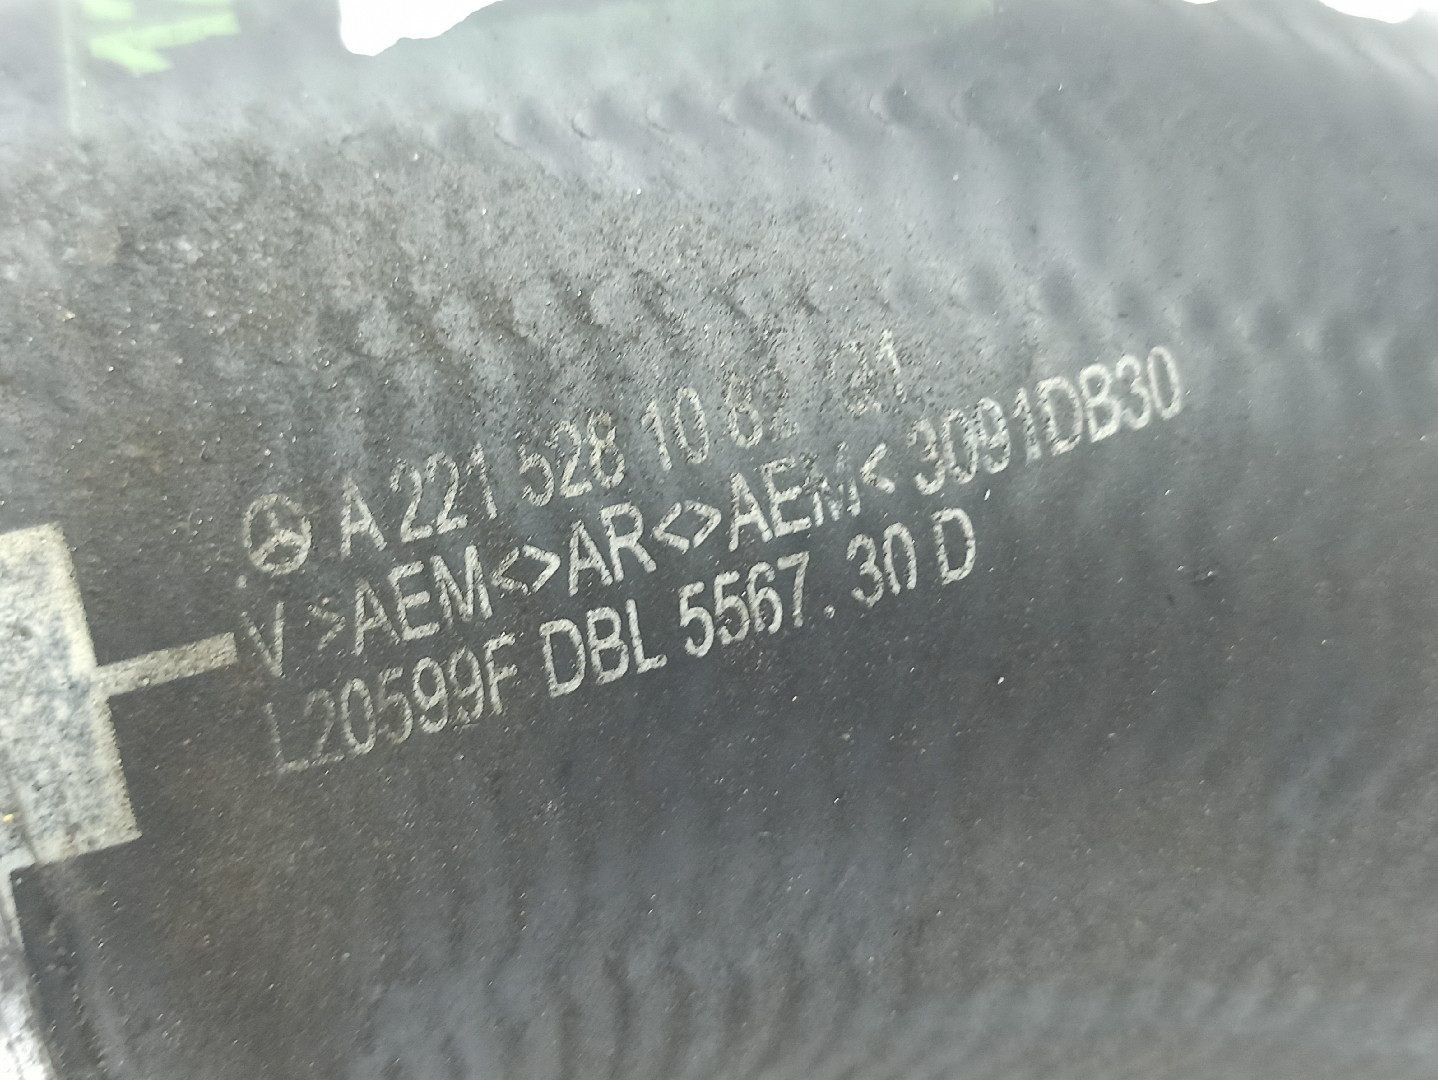 A 221 528 10 82
V >AEM<>AR<>AEM< 3091DB30
L20599F DBL 5567. 30 D